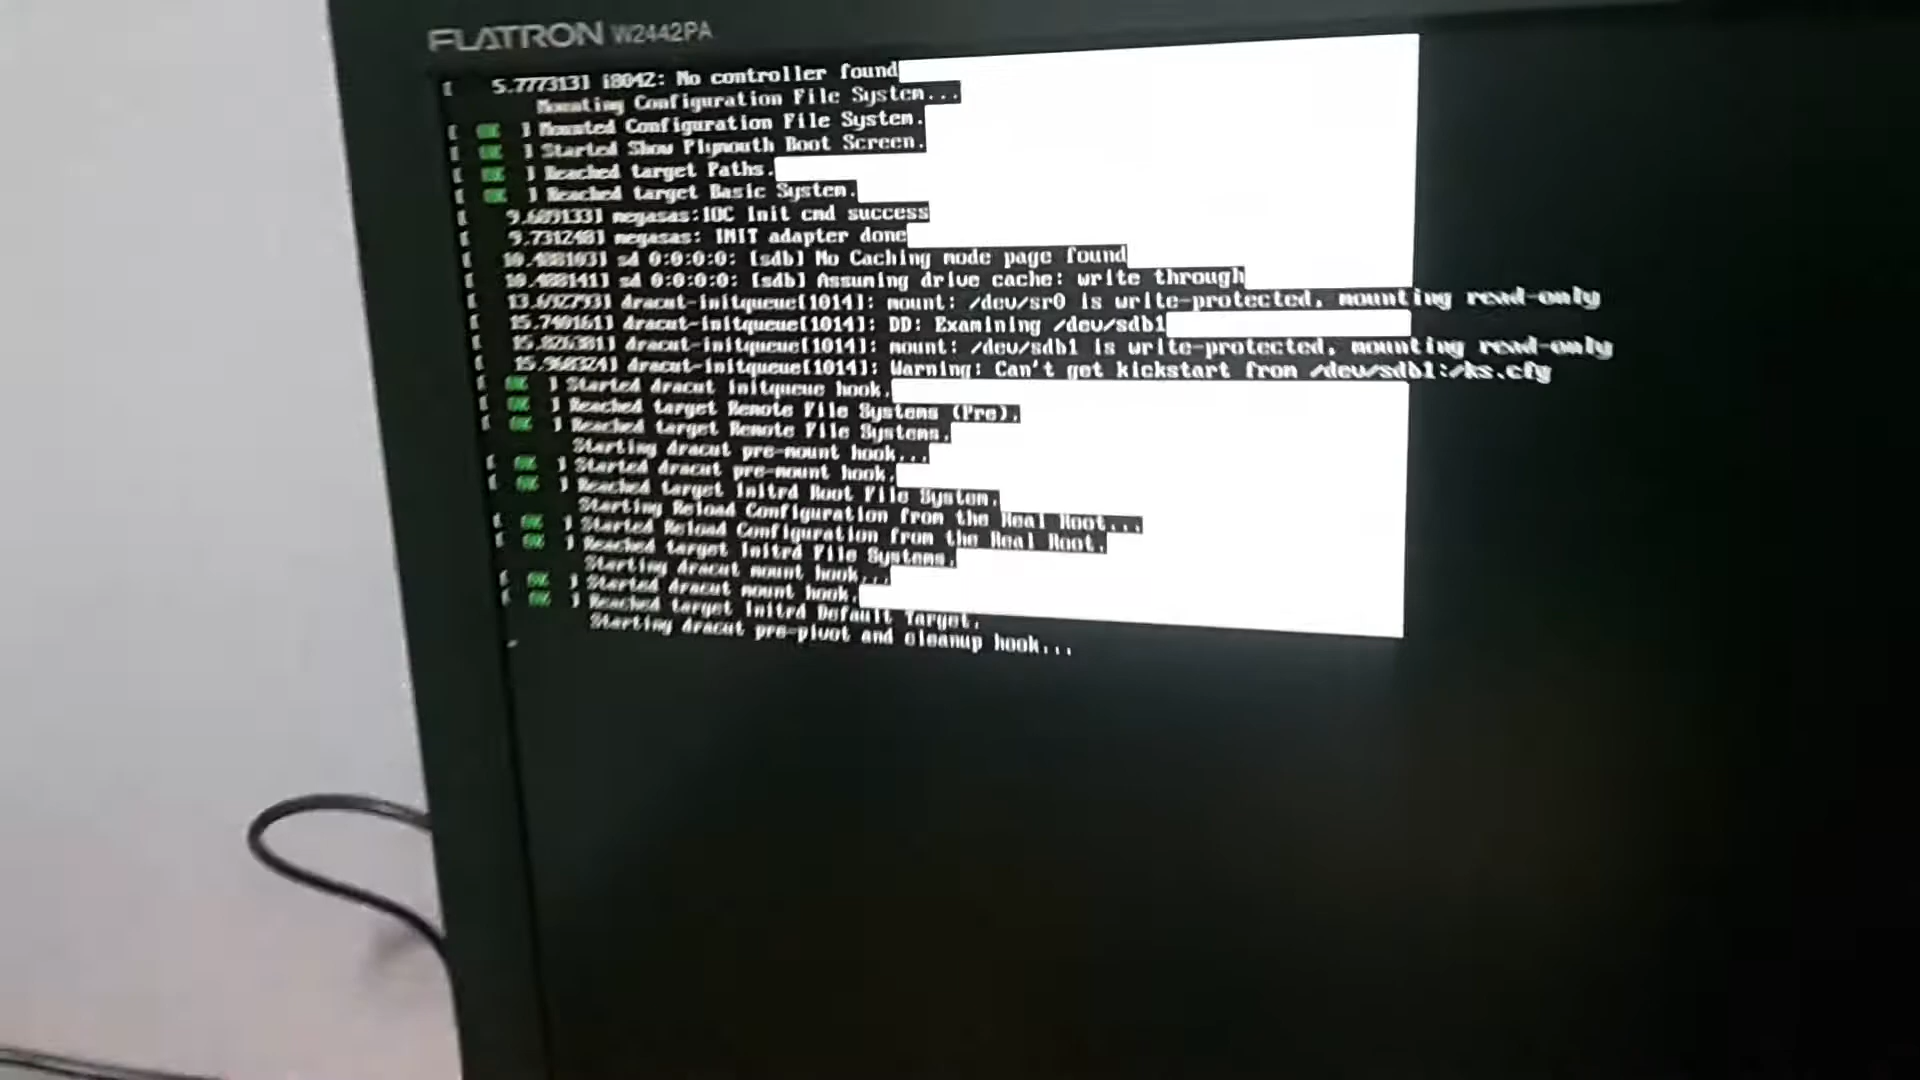 FLATRON W2442PA
[ 5.777313] i8042: No controller found
Mounting Configuration File System...
[ OK ] Mounted Configuration File System.
[ OK ] Started Show Plymouth Boot Screen.
[ OK ] Reached target Paths.
[ OK ] Reached target Basic System.
[ 9.689133] megasas:IOC Init cmd success
[ 9.731248] megasas: INIT adapter done
[ 10.488103] sd 0:0:0:0: [sdb] No Caching mode page found
[ 10.488141] sd 0:0:0:0: [sdb] Assuming drive cache: write through
[ 13.692793] dracut-initqueue[1014]: mount: /dev/sr0 is write-protected, mounting read-only
[ 15.740161] dracut-initqueue[1014]: DD: Examining /dev/sdb1
[ 15.826381] dracut-initqueue[1014]: mount: /dev/sdb1 is write-protected, mounting read-only
[ 15.968324] dracut-initqueue[1014]: Warning: Can't get kickstart from /dev/sdb1:/ks.cfg
[ OK ] Started dracut initqueue hook.
[ OK ] Reached target Remote File Systems (Pre).
[ OK ] Reached target Remote File Systems.
Starting dracut pre-mount hook...
[ OK ] Started dracut pre-mount hook.
[ OK ] Reached target Initrd Root File System.
Starting Reload Configuration from the Real Root...
[ OK ] Started Reload Configuration from the Real Root.
[ OK ] Reached target Initrd File Systems.
Starting dracut mount hook...
[ OK ] Started dracut mount hook.
[ OK ] Reached target Initrd Default Target.
Starting dracut pre-pivot and cleanup hook...